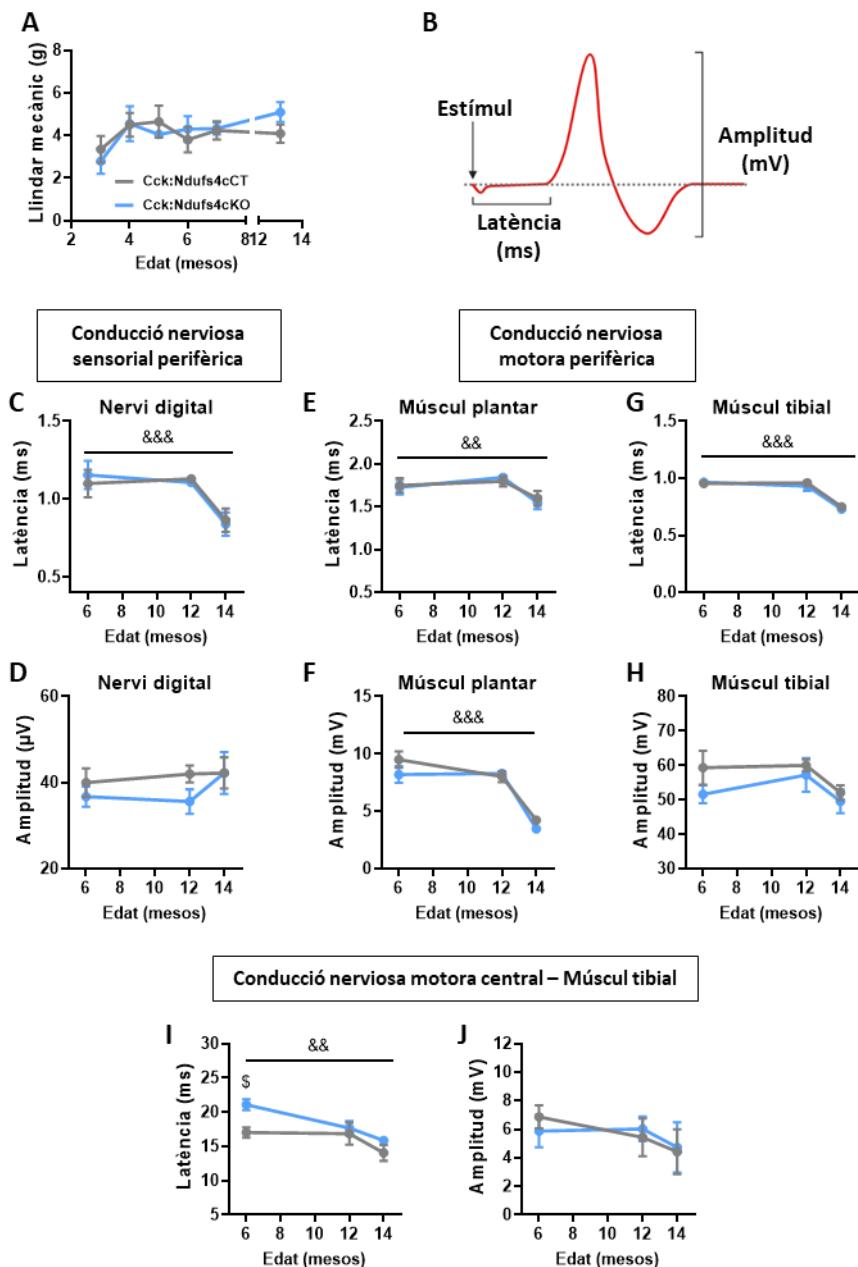 A
Llindar mecànic (g)
8
6
4
2
0
Cck:Ndufs4cCT
Cck:Ndufs4cKO
2 4 6 812 14
Edat (mesos)
B
Estímul
Amplitud
(mV)
Latència
(ms)
Conducció nerviosa
sensorial perifèrica
Conducció nerviosa
motora perifèrica
C
Nervi digital
Latència (ms)
1.5
1.0
0.5
&&&
6 8 10 12 14
Edat (mesos)
E
Múscul plantar
Latència (ms)
2.5
2.0
1.5
1.0
0.5
&&
6 8 10 12 14
Edat (mesos)
G
Múscul tibial
Latència (ms)
1.5
1.0
0.5
0.0
&&&
6 8 10 12 14
Edat (mesos)
D
Nervi digital
Amplitud (µV)
60
40
20
6 8 10 12 14
Edat (mesos)
F
Múscul plantar
Amplitud (mV)
15
10
5
0
&&&
6 8 10 12 14
Edat (mesos)
H
Múscul tibial
Amplitud (mV)
80
70
60
50
40
30
6 8 10 12 14
Edat (mesos)
Conducció nerviosa motora central – Múscul tibial
I
Latència (ms)
30
25
20
15
10
5
&&
$
6 8 10 12 14
Edat (mesos)
J
Amplitud (mV)
12
10
8
6
4
2
0
6 8 10 12 14
Edat (mesos)